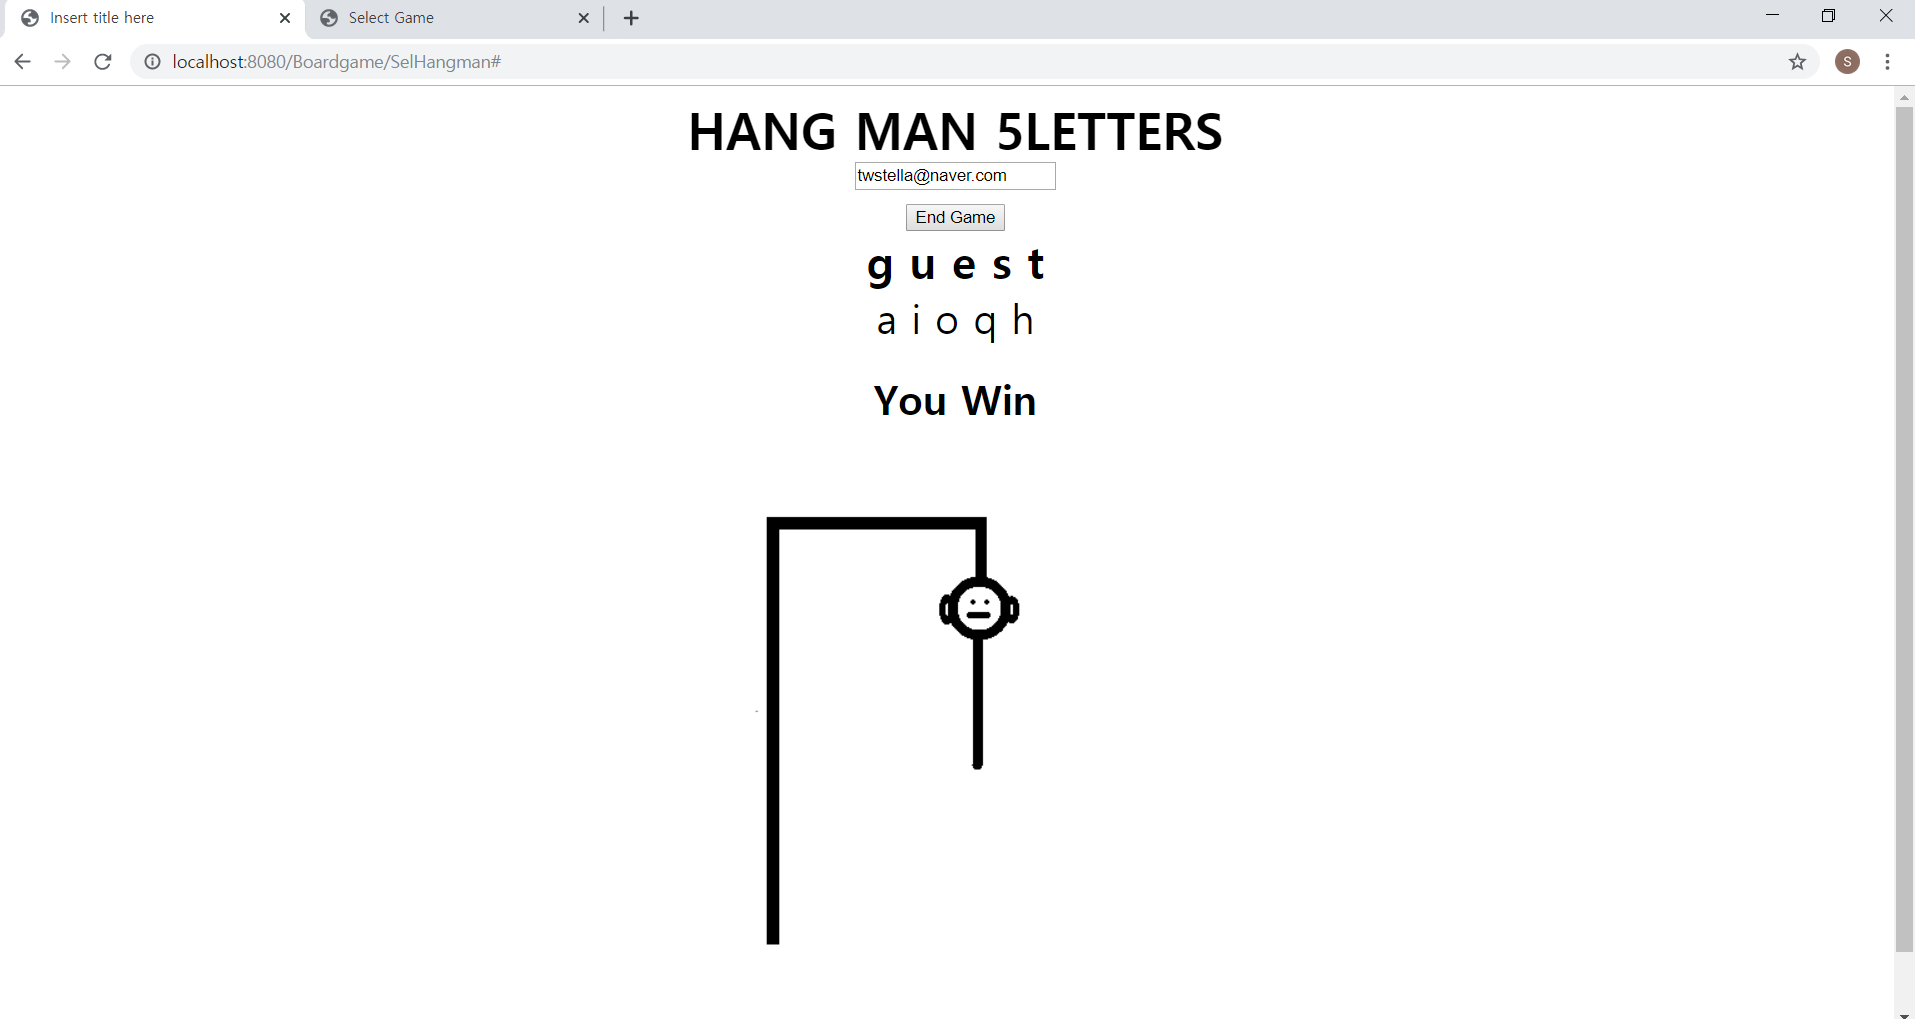 Insert title here
Select Game
localhost:8080/Boardgame/SelHangman#
S
HANG MAN 5LETTERS
twstella@naver.com
End Game
g u e s t
a i o q h
You Win